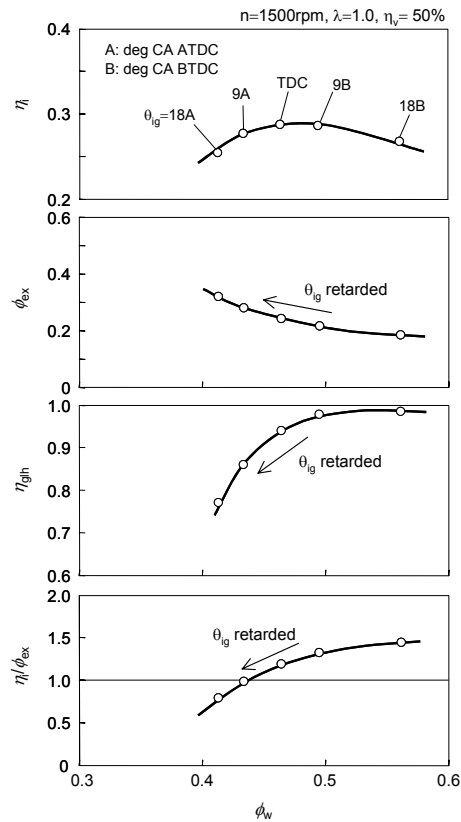 n=1500rpm, λ=1.0, ηv= 50%
A: deg CA ATDC
B: deg CA BTDC
θig=18A
9A
TDC
9B
18B
ηi
0.4
0.3
0.2
θig retarded
ϕex
0.6
0.4
0.2
0
θig retarded
ηglh
1.0
0.9
0.8
0.7
0.6
θig retarded
ηi/ϕex
2.0
1.5
1.0
0.5
0
0.3 0.4 0.5 0.6
ϕw